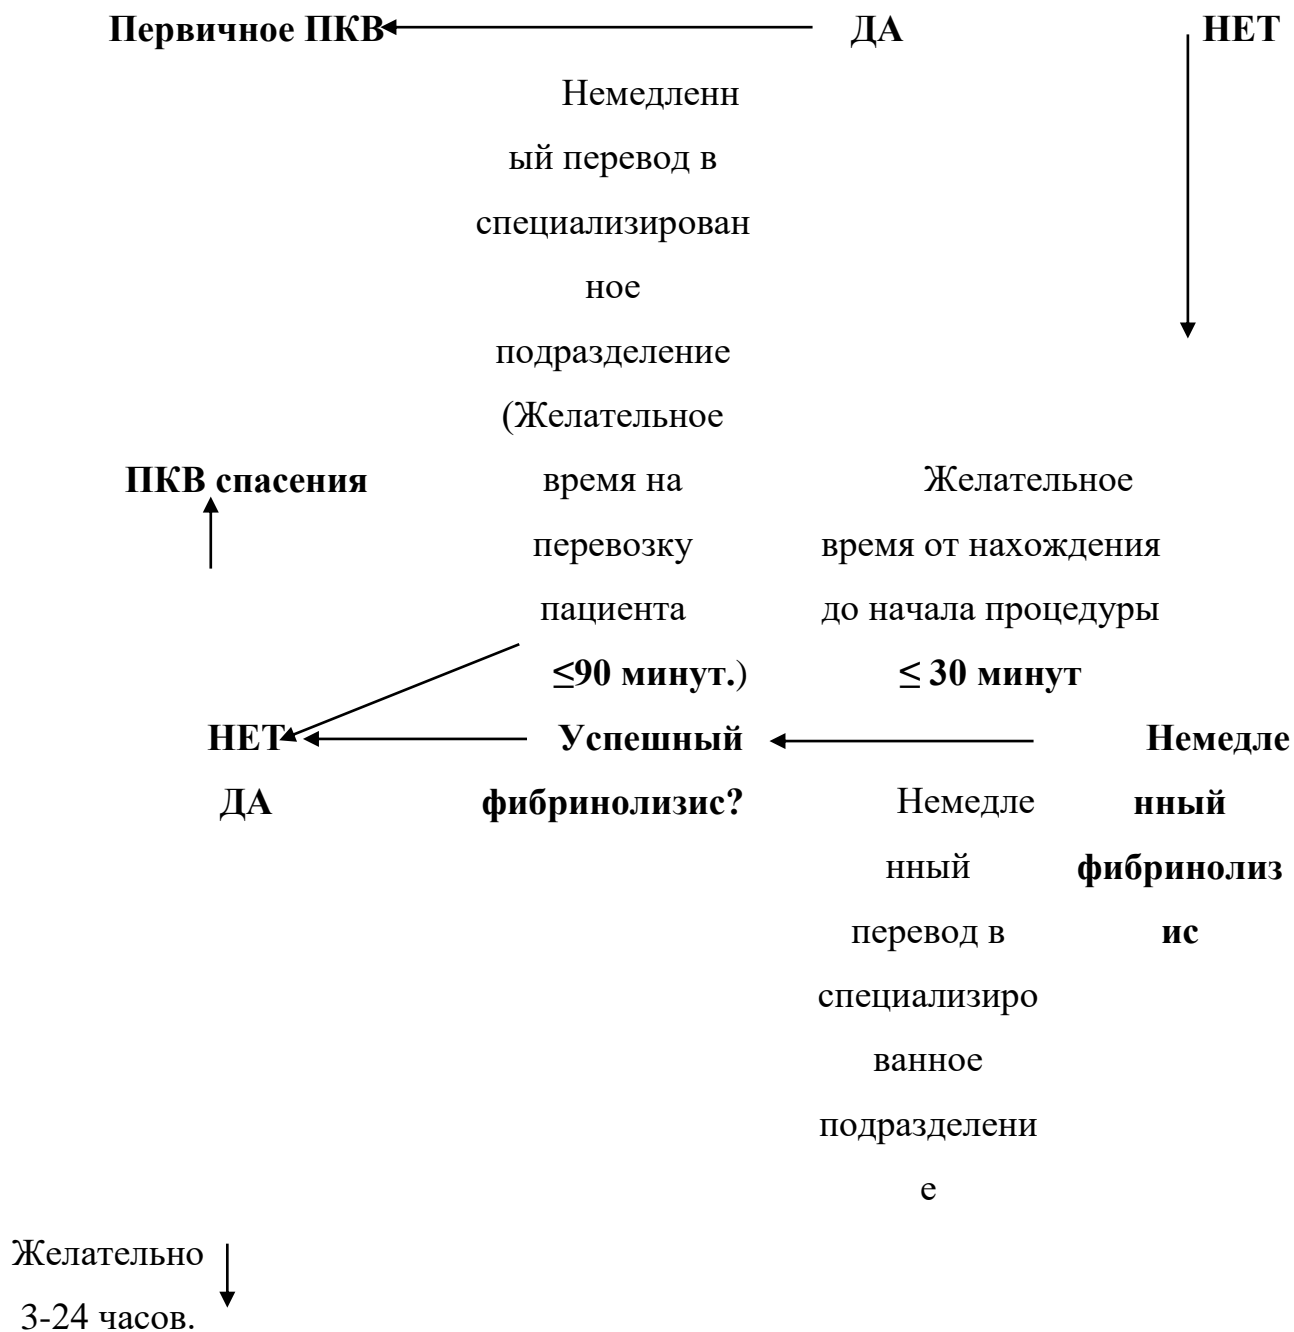 Первичное ПКВ ДА НЕТ
Немедленн
ый перевод в
специализирован
ное
подразделение
(Желательное
ПКВ спасения время на Желательное
перевозку время от нахождения
пациента до начала процедуры
≤90 минут.) ≤ 30 минут
НЕТ Успешный Немедле
ДА фибринолизис? Немедле нный
нный фибринолиз
перевод в ис
специализиро
ванное
подразделени
е
Желательно
3-24 часов.